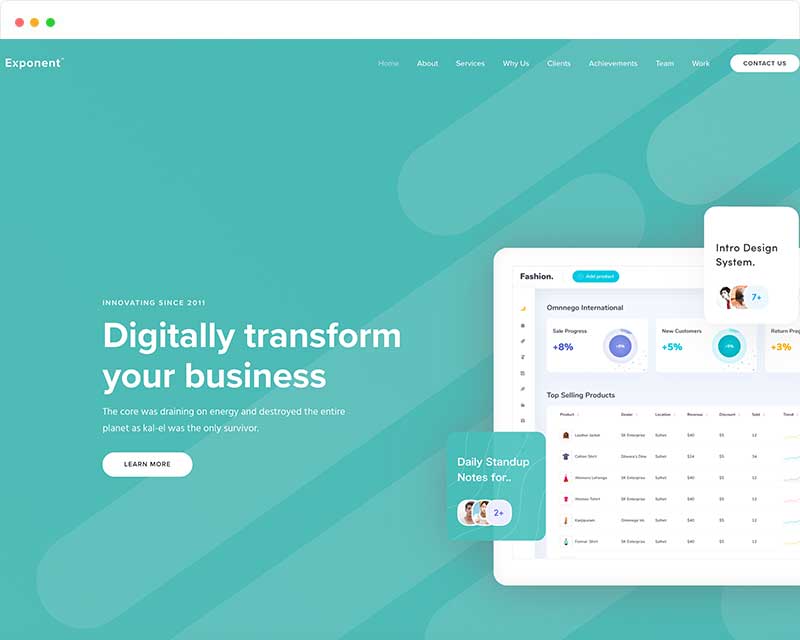 Exponent
Home About Services Why Us Clients Achievements Team Work CONTACT US
INNOVATING SINCE 2011
Digitally transform
your business
The core was draining on energy and destroyed the entire
planet as kal-el was the only survivor.
LEARN MORE
Intro Design
System.
7+
Fashion.
Add product
Omnnego International
Sale Progress
+8%
+8%
New Customers
+5%
+5%
Return Prog
+3%
Top Selling Products
Product Dealer Location Revenue Discount Sold Trend
Leather Jacket SK Enterprise Sylhet $40 $5 12
Cotton Shirt Sylhet $24 $5 34
Womens Lehenga SK Enterprise Sylhet $40 $5 12
Womens T-shirt SK Enterprise Sylhet $40 $5 12
Kanjipuram Omnnego Int Sylhet $40 $5 12
Formal Shirt SK Enterprise Sylhet $40 $5 12
Daily Standup
Notes for..
2+